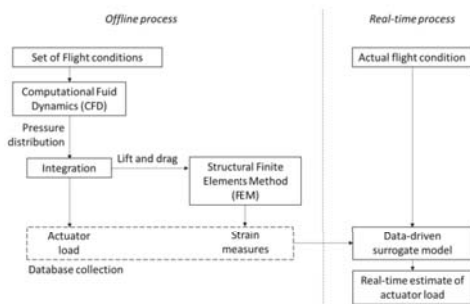 Offline process
Real-time process
Set of Flight conditions
Actual flight condition
Computational Fuid
Dynamics (CFD)
Pressure
distribution
Lift and drag
Integration
Structural Finite
Elements Method
(FEM)
Actuator
load
Strain
measures
Database collection
Data-driven
surrogate model
Real-time estimate of
actuator load